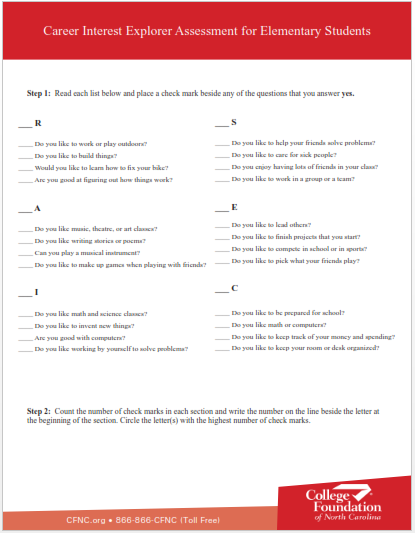 Career Interest Explorer Assessment for Elementary Students
Step 1: Read each list below and place a check mark beside any of the questions that you answer yes.
___ R
____ Do you like to work or play outdoors?
____ Do you like to build things?
____ Would you like to learn how to fix your bike?
____ Are you good at figuring out how things work?
___ S
____ Do you like to help your friends solve problems?
____ Do you like to care for sick people?
____ Do you enjoy having lots of friends in your class?
____ Do you like to work in a group or a team?
___ A
____ Do you like music, theatre, or art classes?
____ Do you like writing stories or poems?
____ Can you play a musical instrument?
____ Do you like to make up games when playing with friends?
___ E
____ Do you like to lead others?
____ Do you like to finish projects that you start?
____ Do you like to compete in school or in sports?
____ Do you like to pick what your friends play?
___ I
____ Do you like math and science classes?
____ Do you like to invent new things?
____ Are you good with computers?
____ Do you like working by yourself to solve problems?
___ C
____ Do you like to be prepared for school?
____ Do you like math or computers?
____ Do you like to keep track of your money and spending?
____ Do you like to keep your room or desk organized?
Step 2: Count the number of check marks in each section and write the number on the line beside the letter at
the beginning of the section. Circle the letter(s) with the highest number of check marks.
CFNC.org • 866-866-CFNC (Toll Free)
College
Foundation
of North Carolina